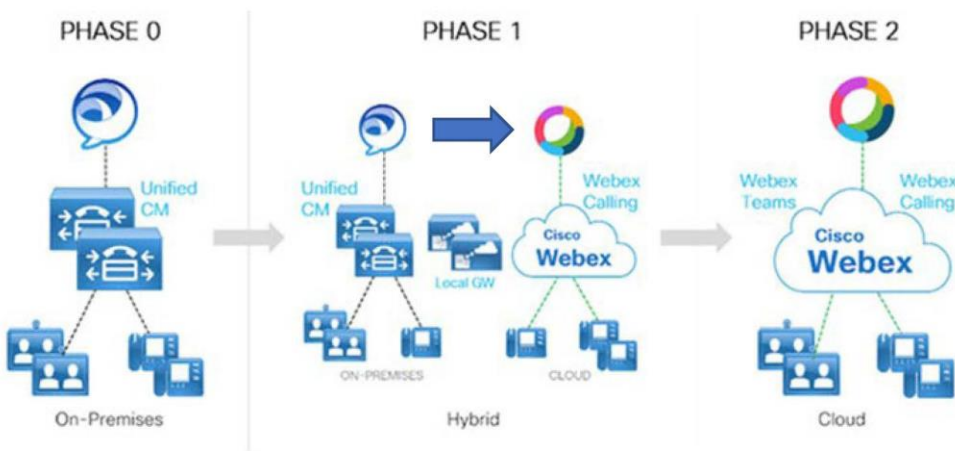 PHASE 0
Unified
CM
On-Premises
PHASE 1
Unified
CM
Local GW
Webex
Calling
Cisco
Webex
ON-PREMISES
CLOUD
Hybrid
PHASE 2
Webex
Teams
Webex
Calling
Cisco
Webex
Cloud